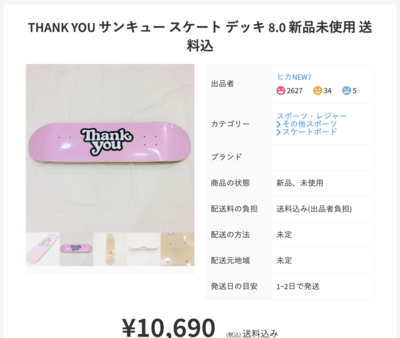 THANK YOU サンキュー スケート デッキ 8.0 新品未使用 送
料込
Thank
you
出品者
ヒカNEW7
2627 34 5
カテゴリー
スポーツ・レジャー
その他スポーツ
スケートボード
ブランド
商品の状態 新品、未使用
配送料の負担 送料込み(出品者負担)
配送の方法 未定
配送元地域 未定
発送日の目安 1~2日で発送
¥10,690 (税込) 送料込み